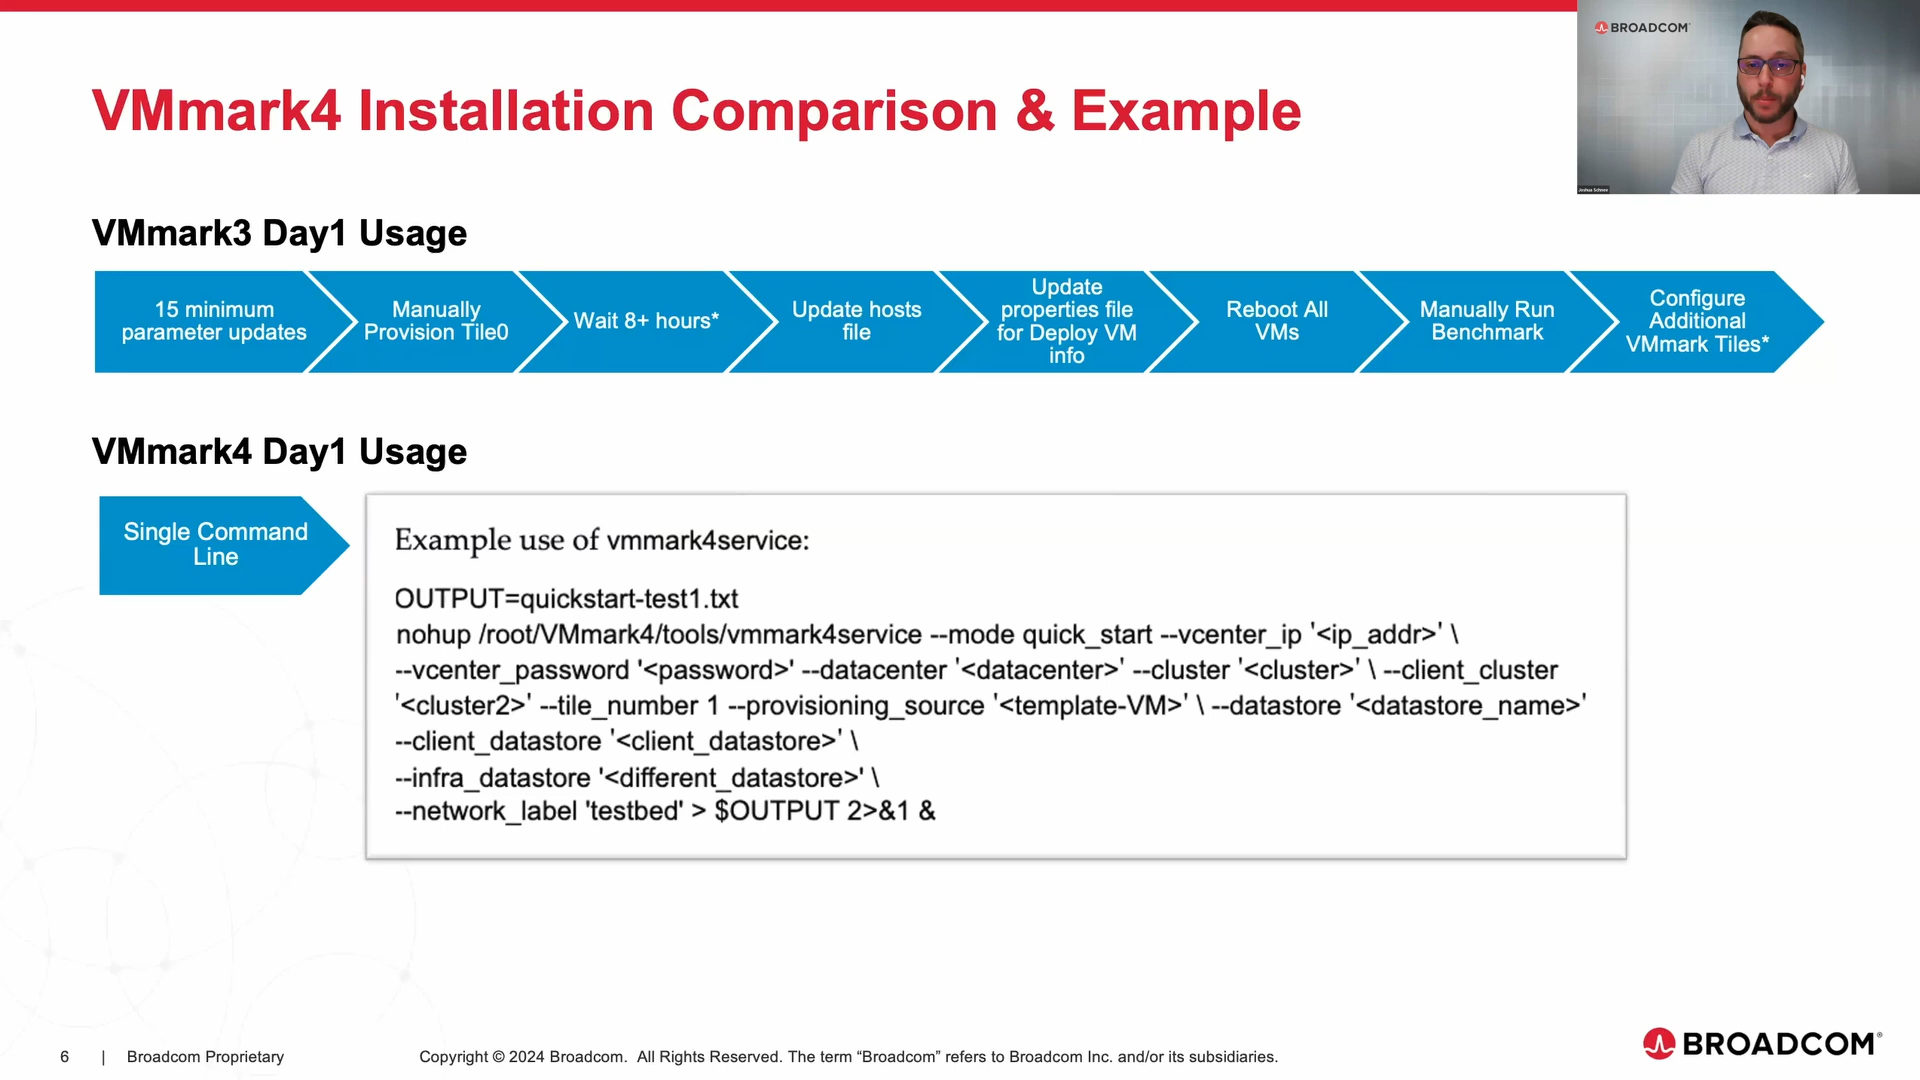 BROADCOM
Joshua Schnee
VMmark4 Installation Comparison & Example
VMmark3 Day1 Usage
15 minimum
parameter updates
Manually
Provision Tile0
Wait 8+ hours*
Update hosts
file
Update
properties file
for Deploy VM
info
Reboot All
VMs
Manually Run
Benchmark
Configure
Additional
VMmark Tiles*
VMmark4 Day1 Usage
Single Command
Line
Example use of vmmark4service:
OUTPUT=quickstart-test1.txt
nohup /root/VMmark4/tools/vmmark4service --mode quick_start --vcenter_ip '<ip_addr>' \
--vcenter_password '<password>' --datacenter '<datacenter>' --cluster '<cluster>' \ --client_cluster
'<cluster2>' --tile_number 1 --provisioning_source '<template-VM>' \ --datastore '<datastore_name>'
--client_datastore '<client_datastore>' \
--infra_datastore '<different_datastore>' \
--network_label 'testbed' > $OUTPUT 2>&1 &
6 | Broadcom Proprietary
Copyright © 2024 Broadcom. All Rights Reserved. The term “Broadcom” refers to Broadcom Inc. and/or its subsidiaries.
BROADCOM®